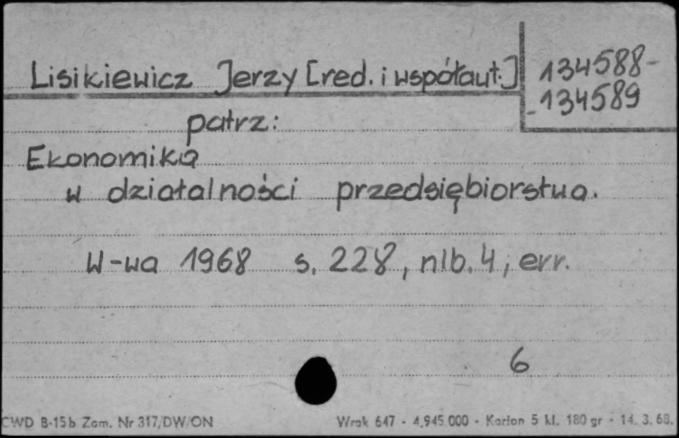 Lisikiewicz Jerzy [red. i współaut.]
134588-
-134589
patrz:
Ekonomika
w działalności przedsiębiorstwa.
W-wa 1968 s. 228, nlb. 4, err.
6
CWD B-15b Zam. Nr 317/DW/ON
Wrak 647 - 4.945.000 - Karton 5 kl. 180 gr - 14. 3. 68.